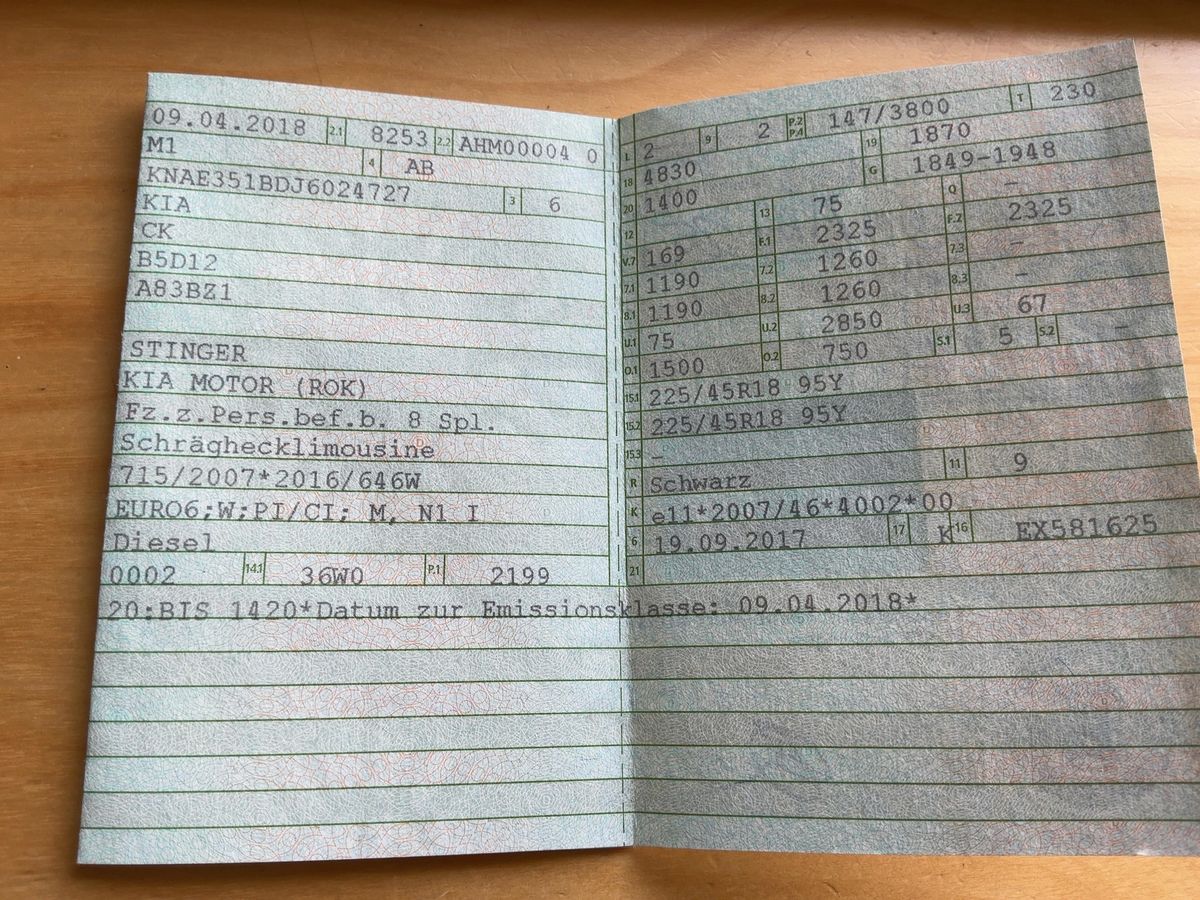 09.04.2018 2.1 8253 2.2 AHM00004 0
M1 4 AB
KNAE351BDJ6024727 3 6
KIA
CK
B5D12
A83BZ1
STINGER
KIA MOTOR (ROK)
Fz.z.Pers.bef.b. 8 Spl.
Schräghecklimousine
715/2007*2016/646W
EURO6;W;PI/CI; M, N1 I
Diesel
0002 14.1 36W0 P.1 2199
L 2 9 2 P.2 P.4 147/3800 T 230
18 4830 19 1870
20 1400 G 1849-1948
12 13 75 Q –
V.7 169 F.1 2325 F.2 2325
7.1 1190 7.2 1260 7.3 –
8.1 1190 8.2 1260 8.3 –
U.1 75 U.2 2850 U.3 67
O.1 1500 O.2 750 S.1 5 S.2 –
15.1 225/45R18 95Y
15.2 225/45R18 95Y
15.3 –
R Schwarz 11 9
K e11*2007/46*4002*00
6 19.09.2017 17 K 16 EX581625
21
20:BIS 1420*Datum zur Emissionsklasse: 09.04.2018*